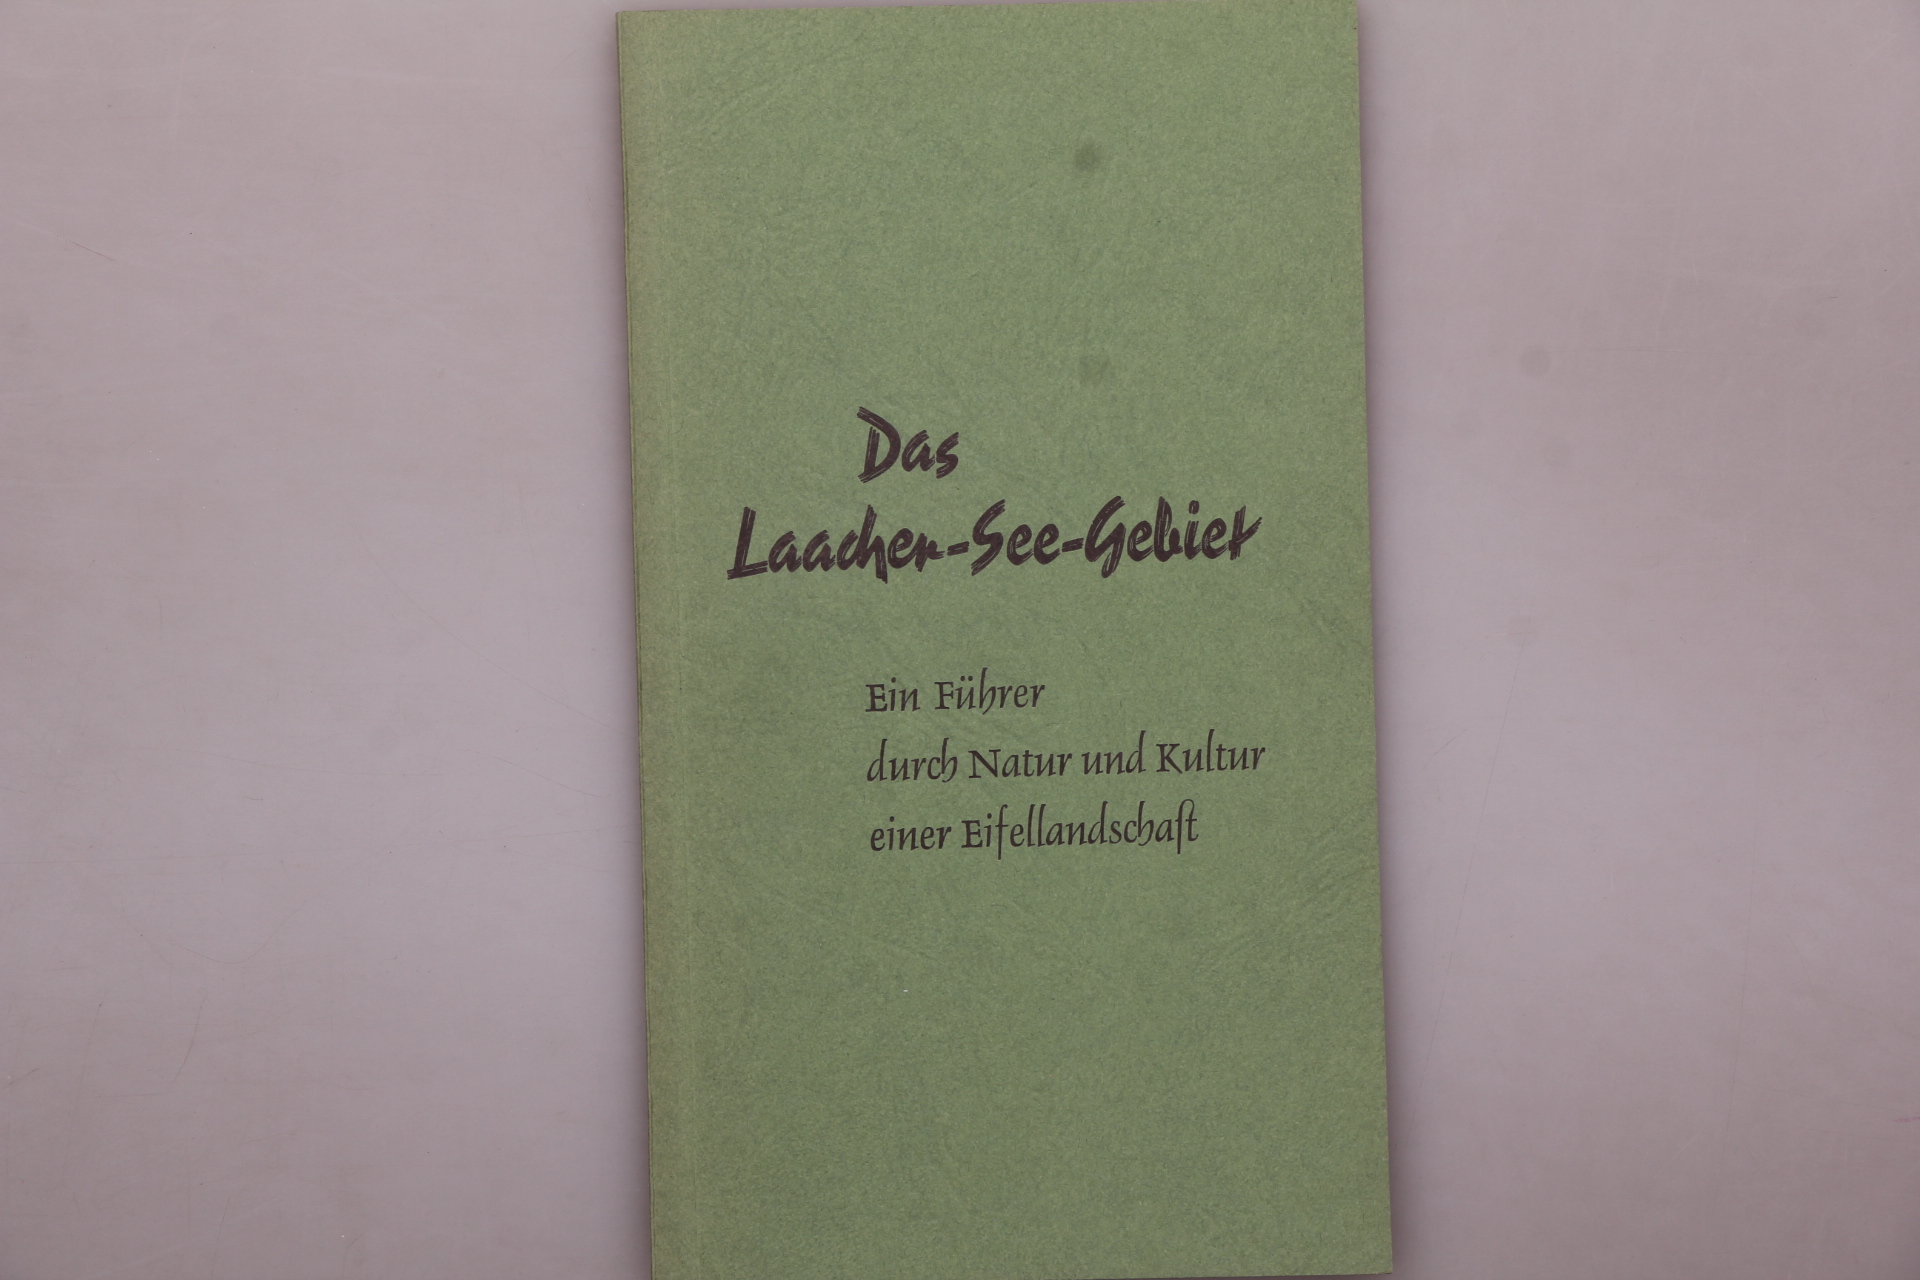 Das
Laacher-See-Gebiet
Ein Führer
durch Natur und Kultur
einer Eifellandschaft